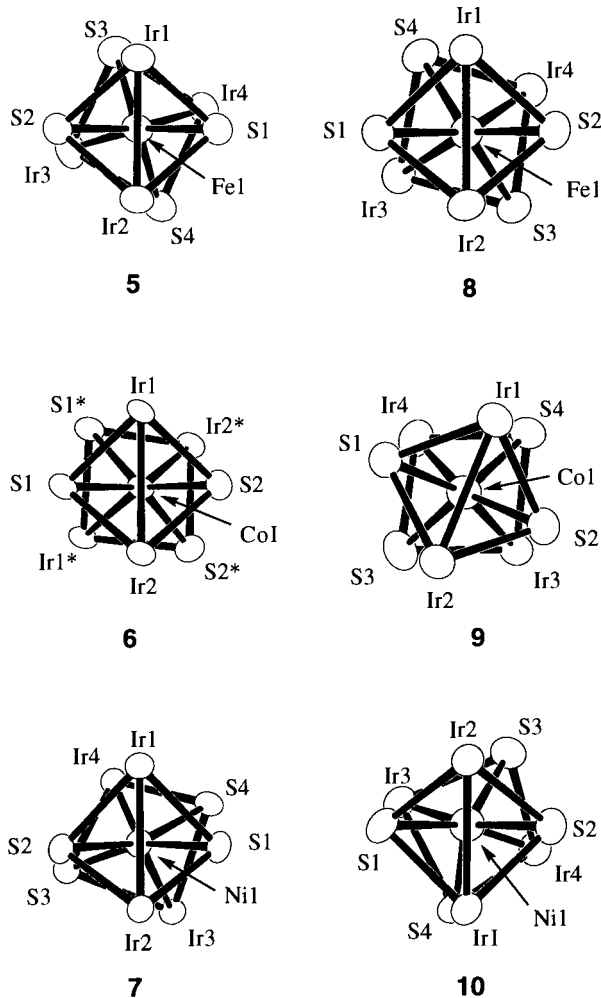 S3
Ir1
Ir4
S2
S1
Ir3
Fe1
Ir2
S4
5
S4
Ir1
Ir4
S1
S2
Ir3
Fe1
Ir2
S3
8
Ir1
S1*
Ir2*
S1
S2
Co1
Ir1*
Ir2
S2*
6
Ir1
Ir4
S4
S1
Co1
S2
S3
Ir2
Ir3
9
Ir1
Ir4
S4
S2
S1
S3
Ni1
Ir2
Ir3
7
Ir2
S3
Ir3
S1
S2
Ir4
Ni1
S4
Ir1
10